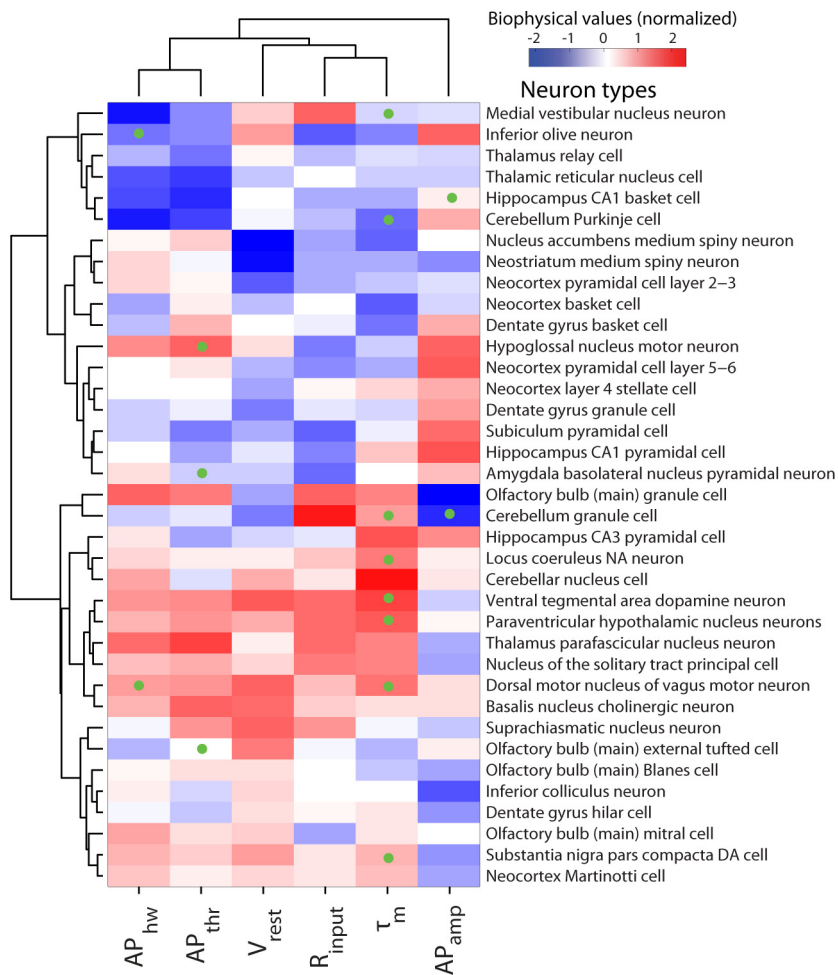 Biophysical values (normalized)
-2 -1 0 1 2
Neuron types
Medial vestibular nucleus neuron
Inferior olive neuron
Thalamus relay cell
Thalamic reticular nucleus cell
Hippocampus CA1 basket cell
Cerebellum Purkinje cell
Nucleus accumbens medium spiny neuron
Neostriatum medium spiny neuron
Neocortex pyramidal cell layer 2−3
Neocortex basket cell
Dentate gyrus basket cell
Hypoglossal nucleus motor neuron
Neocortex pyramidal cell layer 5−6
Neocortex layer 4 stellate cell
Dentate gyrus granule cell
Subiculum pyramidal cell
Hippocampus CA1 pyramidal cell
Amygdala basolateral nucleus pyramidal neuron
Olfactory bulb (main) granule cell
Cerebellum granule cell
Hippocampus CA3 pyramidal cell
Locus coeruleus NA neuron
Cerebellar nucleus cell
Ventral tegmental area dopamine neuron
Paraventricular hypothalamic nucleus neurons
Thalamus parafascicular nucleus neuron
Nucleus of the solitary tract principal cell
Dorsal motor nucleus of vagus motor neuron
Basalis nucleus cholinergic neuron
Suprachiasmatic nucleus neuron
Olfactory bulb (main) external tufted cell
Olfactory bulb (main) Blanes cell
Inferior colliculus neuron
Dentate gyrus hilar cell
Olfactory bulb (main) mitral cell
Substantia nigra pars compacta DA cell
Neocortex Martinotti cell
AP_hw
AP_thr
V_rest
R_input
τ_m
AP_amp